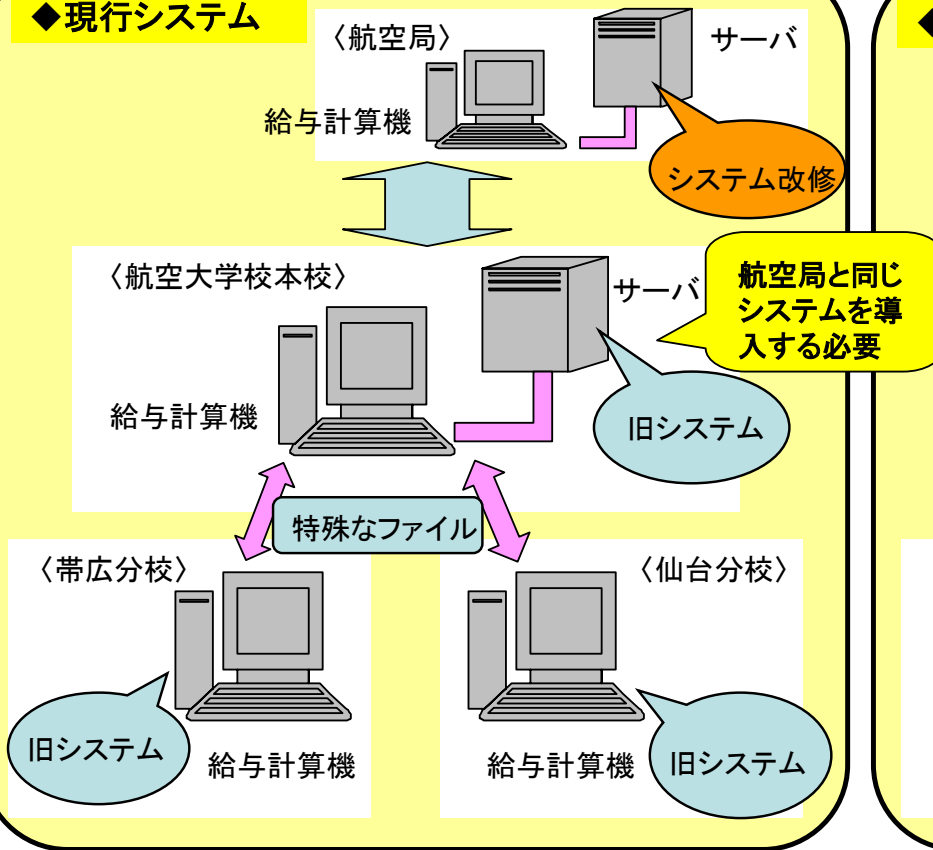 ◆現行システム
〈航空局〉
サーバ
給与計算機
システム改修
〈航空大学校本校〉
サーバ
航空局と同じ
システムを導
入する必要
給与計算機
旧システム
特殊なファイル
〈帯広分校〉
〈仙台分校〉
旧システム
給与計算機
給与計算機
旧システム
◆